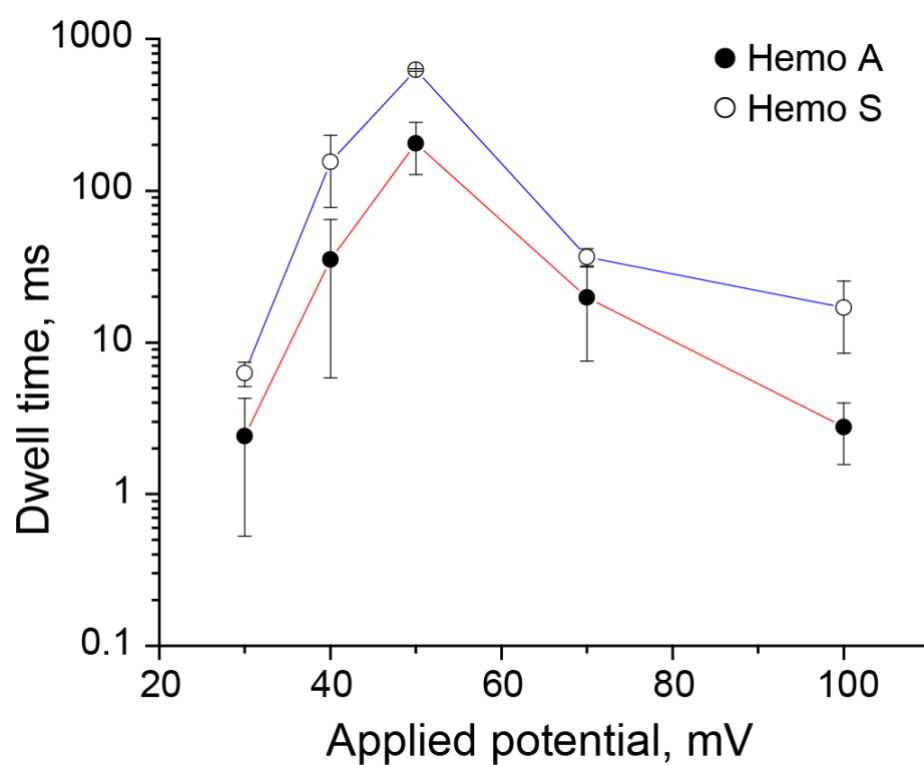 1000
100
10
1
0.1
Dwell time, ms
Hemo A
Hemo S
20 40 60 80 100
Applied potential, mV